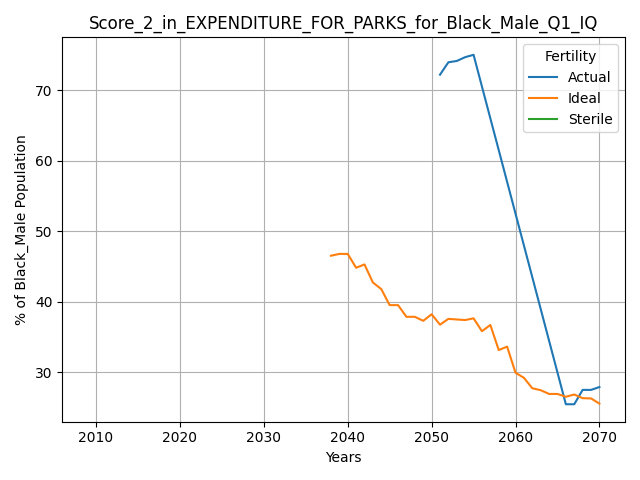 Score_2_in_EXPENDITURE_FOR_PARKS_for_Black_Male_Q1_IQ
Fertility
Actual
Ideal
Sterile
70
60
50
40
30
% of Black_Male Population
2010 2020 2030 2040 2050 2060 2070
Years